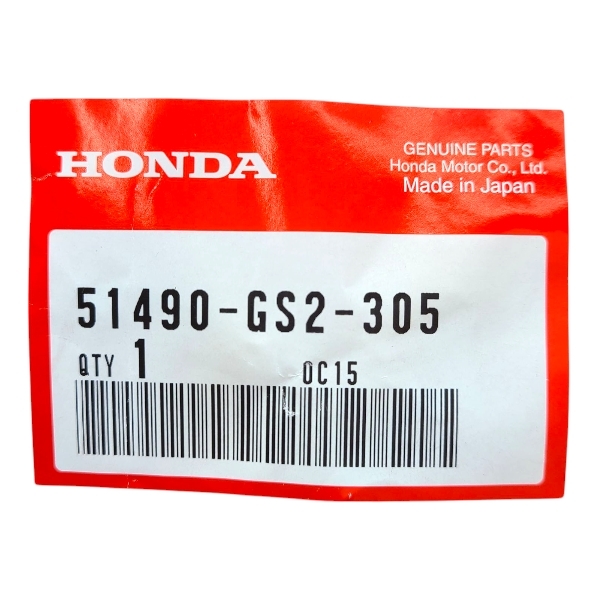 HONDA
GENUINE PARTS
Honda Motor Co., Ltd.
Made in Japan
51490-GS2-305
QTY 1 0C15